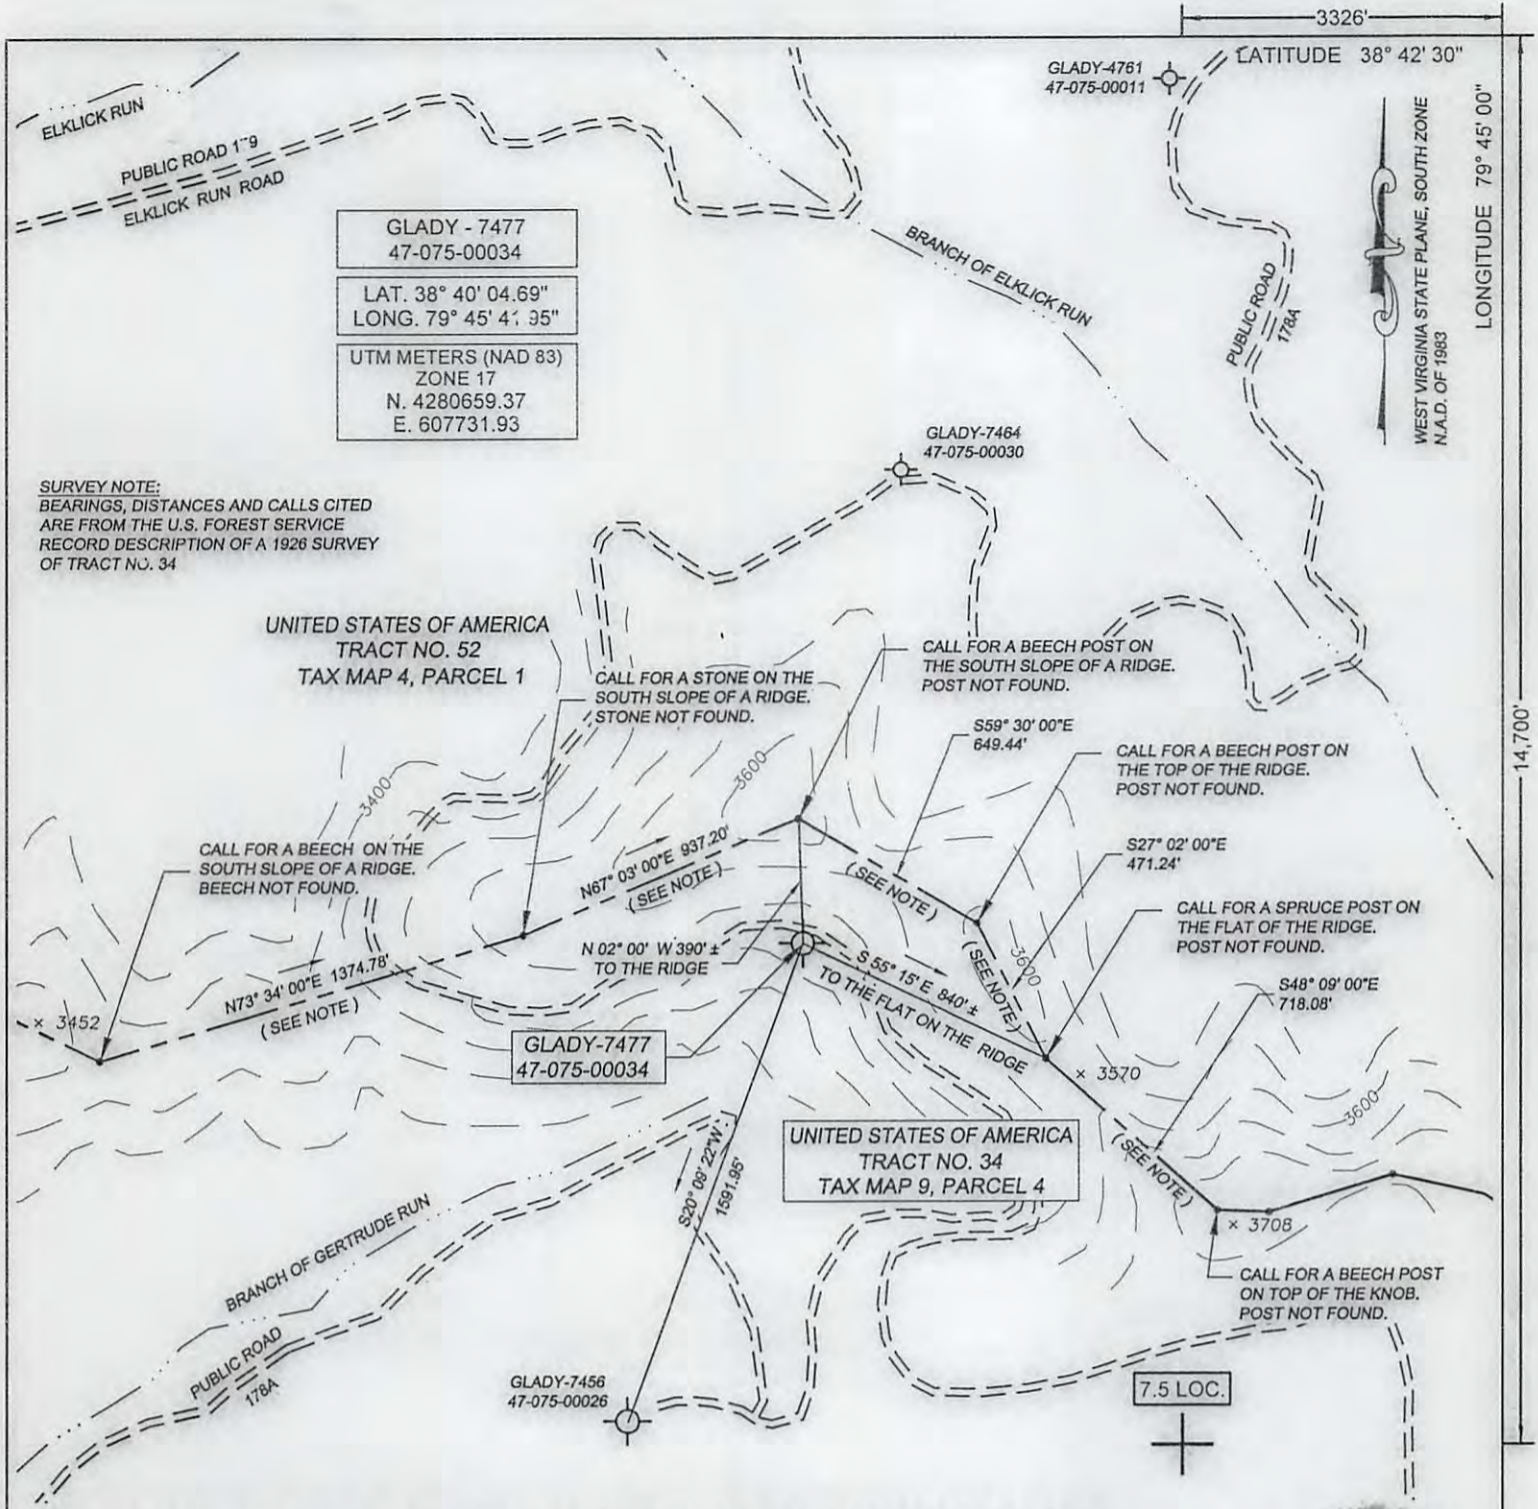 3326'
LATITUDE 38° 42' 30"
LONGITUDE 79° 45' 00"
14,700'
WEST VIRGINIA STATE PLANE, SOUTH ZONE
N.A.D. OF 1983
GLADY-4761
47-075-00011
ELKLICK RUN
PUBLIC ROAD
ELKLICK RUN ROAD
GLADY - 7477
47-075-00034
LAT. 38° 40' 04.69"
LONG. 79° 45'
UTM METERS (NAD 83)
ZONE 17
N. 4280659.37
E. 607731.93
BRANCH OF ELKLICK RUN
PUBLIC ROAD
178A
GLADY-7464
47-075-00030
SURVEY NOTE:
BEARINGS, DISTANCES AND CALLS CITED
ARE FROM THE U.S. FOREST SERVICE
RECORD DESCRIPTION OF A 1926 SURVEY
OF TRACT NO. 34
UNITED STATES OF AMERICA
TRACT NO. 52
TAX MAP 4, PARCEL 1
CALL FOR A STONE ON THE
SOUTH SLOPE OF A RIDGE.
STONE NOT FOUND.
CALL FOR A BEECH POST ON
THE SOUTH SLOPE OF A RIDGE.
POST NOT FOUND.
S59° 30' 00"E
649.44'
CALL FOR A BEECH POST ON
THE TOP OF THE RIDGE.
POST NOT FOUND.
3400
3600
CALL FOR A BEECH ON THE
SOUTH SLOPE OF A RIDGE.
BEECH NOT FOUND.
N67° 03' 00"E 937.20'
(SEE NOTE)
(SEE NOTE)
S27° 02' 00"E
471.24'
CALL FOR A SPRUCE POST ON
THE FLAT OF THE RIDGE.
POST NOT FOUND.
N 02° 00' W 390' ±
TO THE RIDGE
S 55° 15' E 840' ±
TO THE FLAT ON THE RIDGE
(SEE NOTE)
3600
N73° 34' 00"E 1374.78'
(SEE NOTE)
× 3452
S48° 09' 00"E
718.08'
GLADY-7477
47-075-00034
× 3570
3600
UNITED STATES OF AMERICA
TRACT NO. 34
TAX MAP 9, PARCEL 4
(SEE NOTE)
S20° 09' 22"W
1591.95'
× 3708
BRANCH OF GERTRUDE RUN
CALL FOR A BEECH POST
ON TOP OF THE KNOB.
POST NOT FOUND.
PUBLIC ROAD
178A
GLADY-7456
47-075-00026
7.5 LOC.